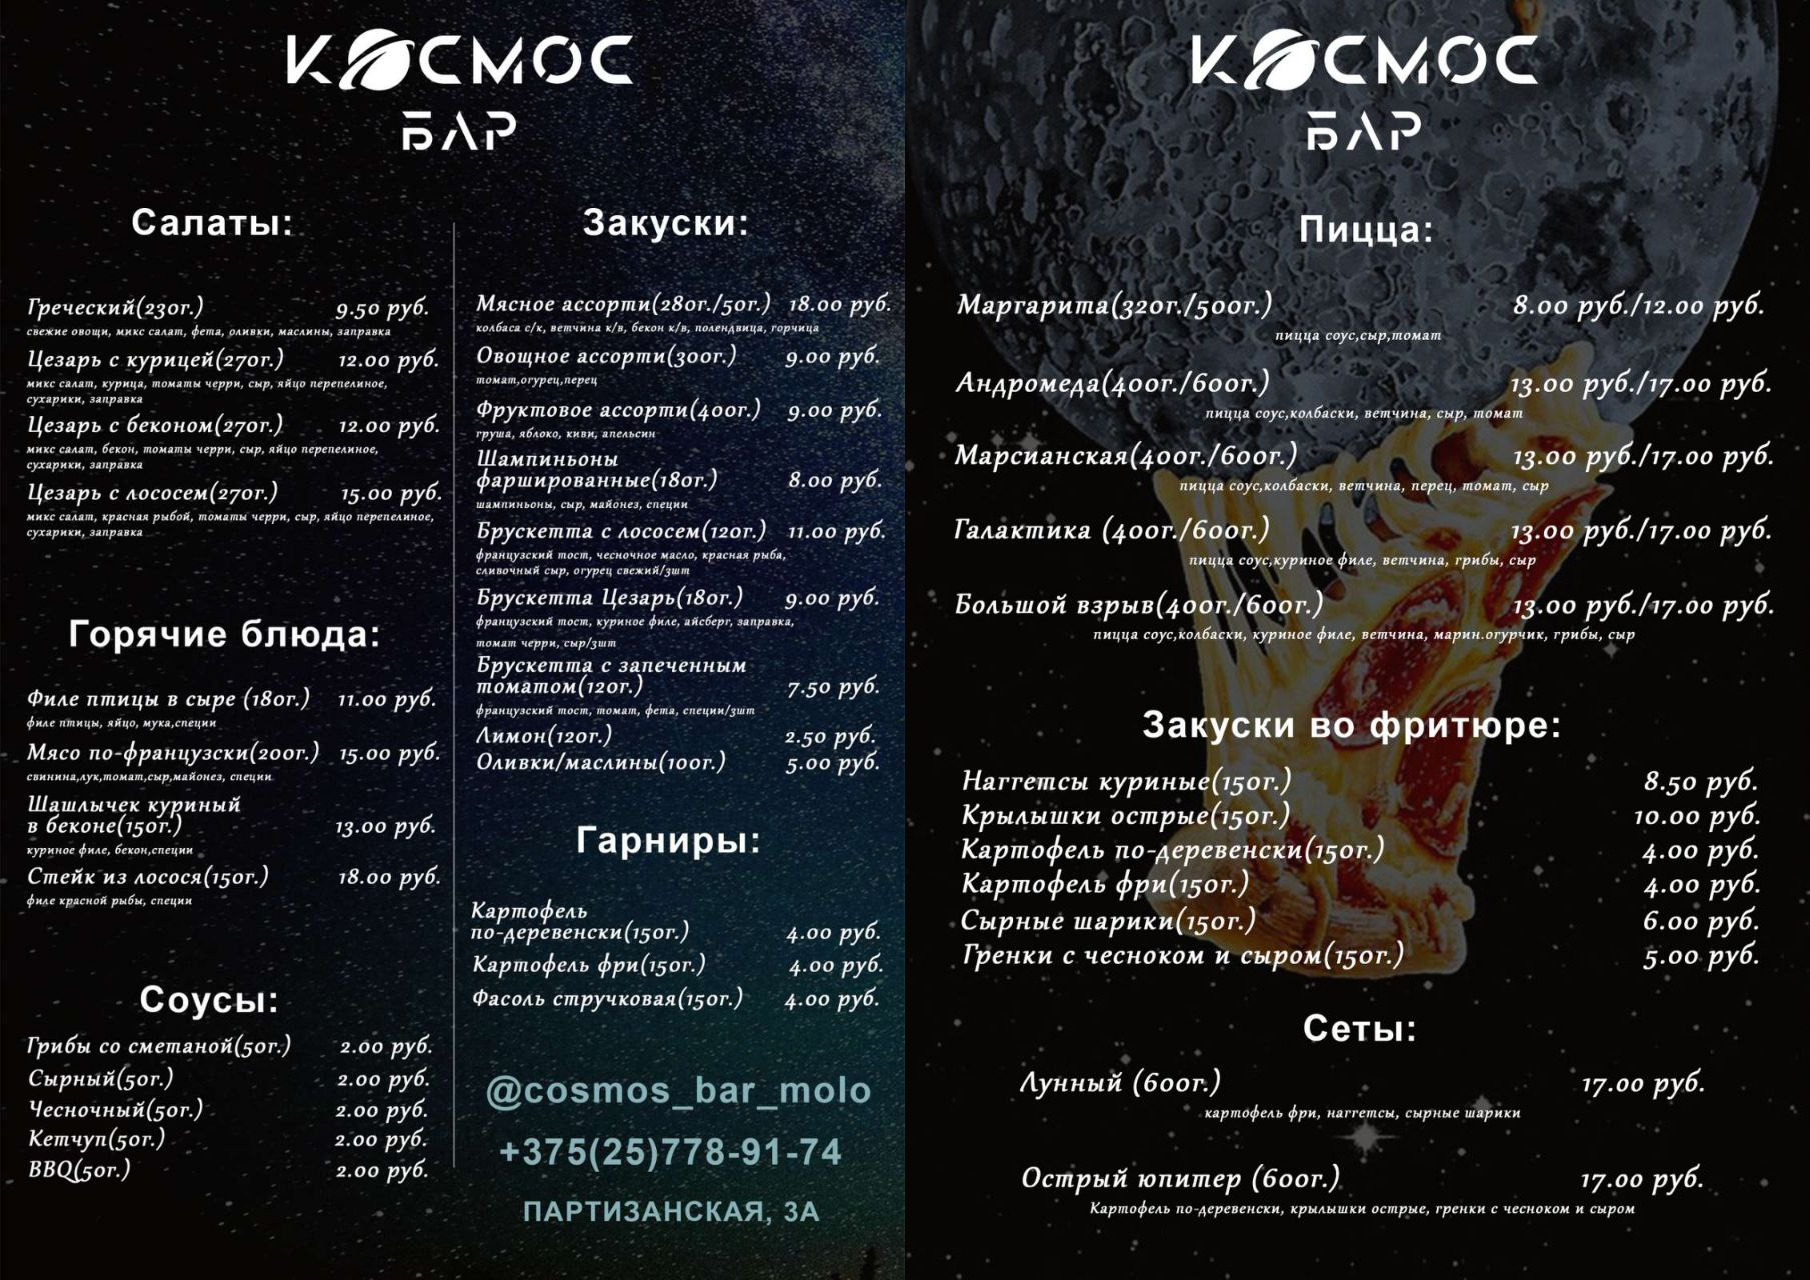 КОСМОС
БАР
Салаты:
Греческий(230г.) 9.50 руб.
свежие овощи, микс салат, фета, оливки, маслины, заправка
Цезарь с курицей(270г.) 12.00 руб.
микс салат, курица, томаты черри, сыр, яйцо перепелиное,
сухарики, заправка
Цезарь с беконом(270г.) 12.00 руб.
микс салат, бекон, томаты черри, сыр, яйцо перепелиное,
сухарики, заправка
Цезарь с лососем(270г.) 15.00 руб.
микс салат, красная рыбой, томаты черри, сыр, яйцо перепелиное,
сухарики, заправка
Горячие блюда:
Филе птицы в сыре (180г.) 11.00 руб.
филе птицы, яйцо, мука,специи
Мясо по-французски(200г.) 15.00 руб.
свинина,лук,томат,сыр,майонез, специи
Шашлычек куриный
в беконе(150г.) 13.00 руб.
куриное филе, бекон,специи
Стейк из лосося(150г.) 18.00 руб.
филе красной рыбы, специи
Соусы:
Грибы со сметаной(50г.) 2.00 руб.
Сырный(50г.) 2.00 руб.
Чесночный(50г.) 2.00 руб.
Кетчуп(50г.) 2.00 руб.
BBQ(50г.) 2.00 руб.
Закуски:
Мясное ассорти(280г./50г.) 18.00 руб.
колбаса с/к, ветчина к/в, бекон к/в, полендвица, горчица
Овощное ассорти(300г.) 9.00 руб.
томат,огурец,перец
Фруктовое ассорти(400г.) 9.00 руб.
груша, яблоко, киви, апельсин
Шампиньоны
фаршированные(180г.) 8.00 руб.
шампиньоны, сыр, майонез, специи
Брускетта с лососем(120г.) 11.00 руб.
французский тост, чесночное масло, красная рыба,
сливочный сыр, огурец свежий/3шт
Брускетта Цезарь(180г.) 9.00 руб.
французский тост, куриное филе, айсберг, заправка,
томат черри, сыр/3шт
Брускетта с запеченным
томатом(120г.) 7.50 руб.
французский тост, томат, фета, специи/3шт
Лимон(120г.) 2.50 руб.
Оливки/маслины(100г.) 5.00 руб.
Гарниры:
Картофель
по-деревенски(150г.) 4.00 руб.
Картофель фри(150г.) 4.00 руб.
Фасоль стручковая(150г.) 4.00 руб.
@cosmos_bar_molo
+375(25)778-91-74
ПАРТИЗАНСКАЯ, 3А
КОСМОС
БАР
Пицца:
Маргарита(320г./500г.) 8.00 руб./12.00 руб.
пицца соус,сыр,томат
Андромеда(400г./600г.) 13.00 руб./17.00 руб.
пицца соус,колбаски, ветчина, сыр, томат
Марсианская(400г./600г.) 13.00 руб./17.00 руб.
пицца соус,колбаски, ветчина, перец, томат, сыр
Галактика (400г./600г.) 13.00 руб./17.00 руб.
пицца соус,куриное филе, ветчина, грибы, сыр
Большой взрыв(400г./600г.) 13.00 руб./17.00 руб.
пицца соус,колбаски, куриное филе, ветчина, марин.огурчик, грибы, сыр
Закуски во фритюре:
Наггетсы куриные(150г.) 8.50 руб.
Крылышки острые(150г.) 10.00 руб.
Картофель по-деревенски(150г.) 4.00 руб.
Картофель фри(150г.) 4.00 руб.
Сырные шарики(150г.) 6.00 руб.
Гренки с чесноком и сыром(150г.) 5.00 руб.
Сеты:
Лунный (600г.) 17.00 руб.
картофель фри, наггетсы, сырные шарики
Острый юпитер (600г.) 17.00 руб.
Картофель по-деревенски, крылышки острые, гренки с чесноком и сыром